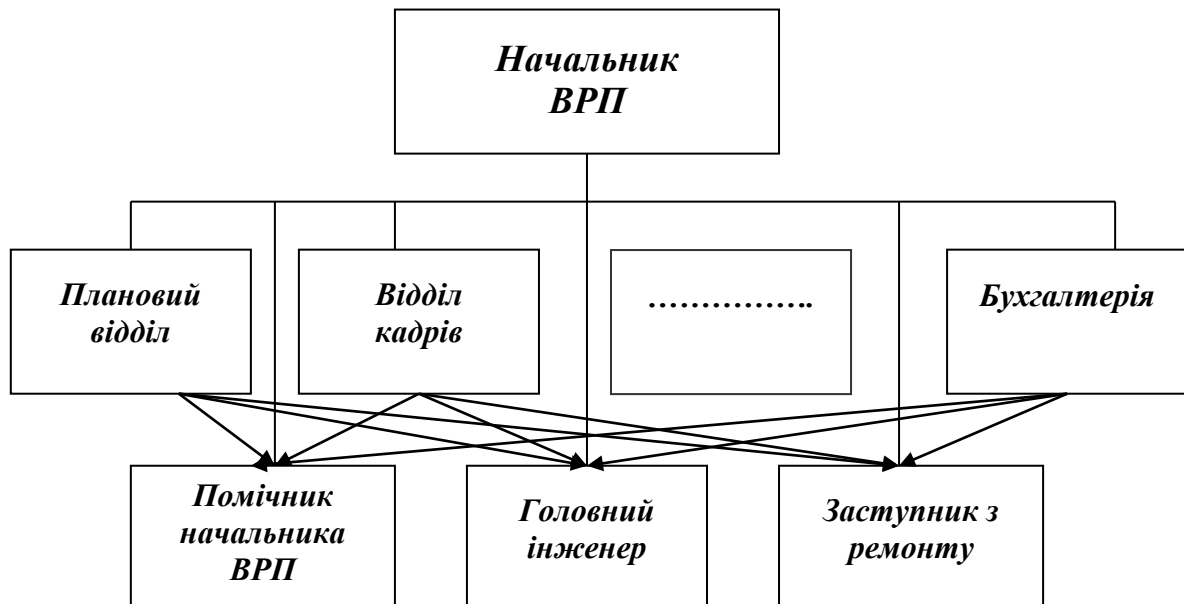 Начальник
ВРП
Плановий
відділ
Відділ
кадрів
…………….
Бухгалтерія
Помічник
начальника
ВРП
Головний
інженер
Заступник з
ремонту